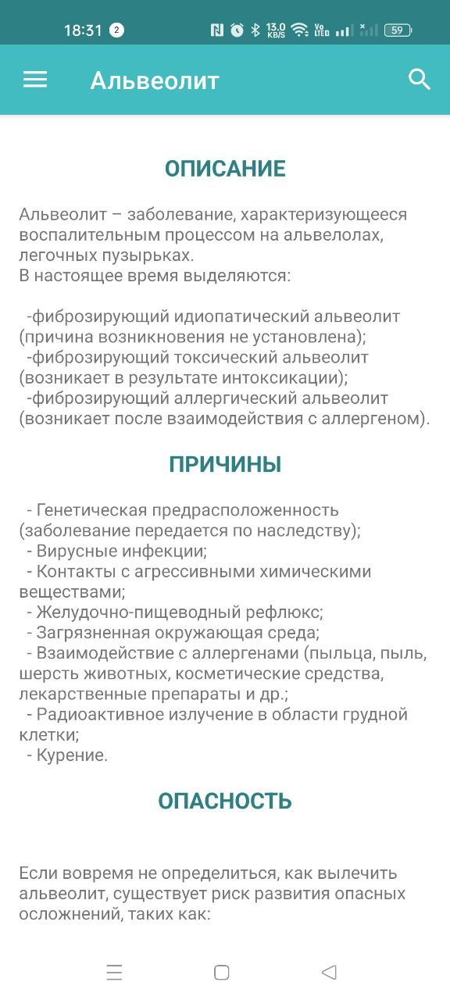 18:31 2 13.0 KB/S Vo LTE 59
Альвеолит
ОПИСАНИЕ
Альвеолит – заболевание, характеризующееся
воспалительным процессом на альвелолах,
легочных пузырьках.
В настоящее время выделяются:
-фиброзирующий идиопатический альвеолит
(причина возникновения не установлена);
-фиброзирующий токсический альвеолит
(возникает в результате интоксикации);
-фиброзирующий аллергический альвеолит
(возникает после взаимодействия с аллергеном).
ПРИЧИНЫ
- Генетическая предрасположенность
(заболевание передается по наследству);
- Вирусные инфекции;
- Контакты с агрессивными химическими
веществами;
- Желудочно-пищеводный рефлюкс;
- Загрязненная окружающая среда;
- Взаимодействие с аллергенами (пыльца, пыль,
шерсть животных, косметические средства,
лекарственные препараты и др.;
- Радиоактивное излучение в области грудной
клетки;
- Курение.
ОПАСНОСТЬ
Если вовремя не определиться, как вылечить
альвеолит, существует риск развития опасных
осложнений, таких как: